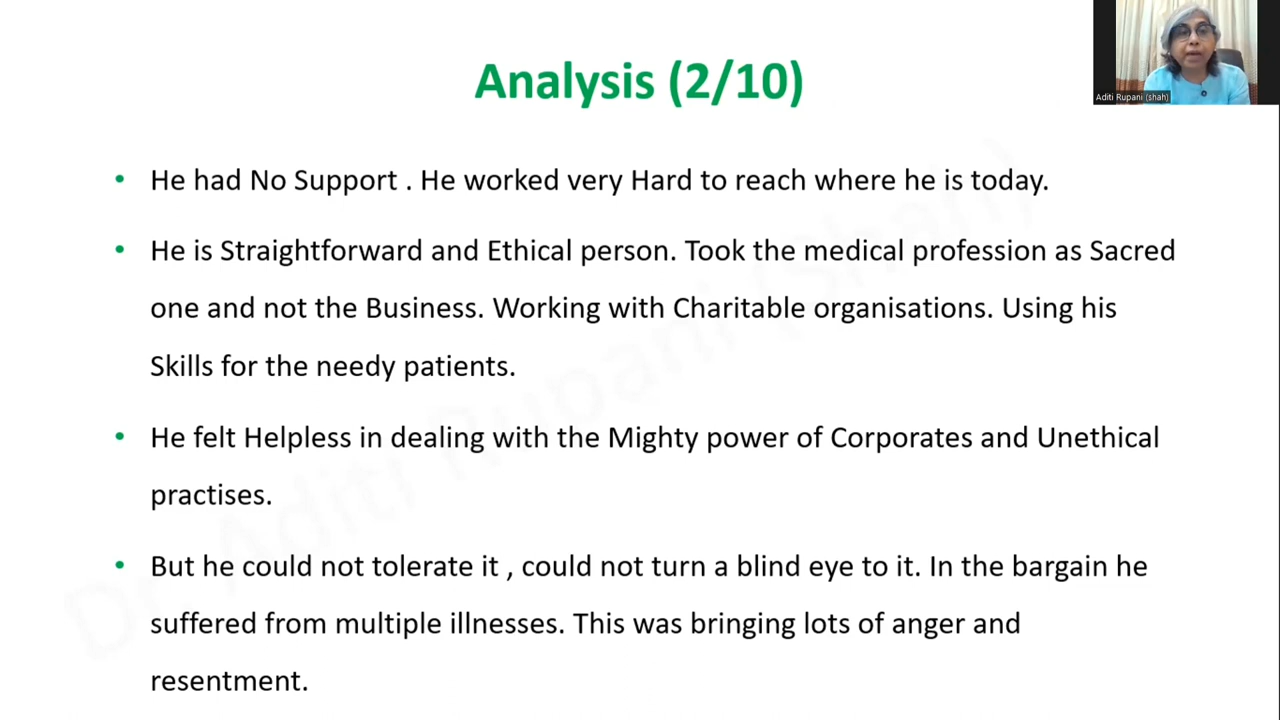 Analysis (2/10)
Aditi Rupani (shah)
• He had No Support . He worked very Hard to reach where he is today.
• He is Straightforward and Ethical person. Took the medical profession as Sacred
one and not the Business. Working with Charitable organisations. Using his
Skills for the needy patients.
• He felt Helpless in dealing with the Mighty power of Corporates and Unethical
practises.
• But he could not tolerate it , could not turn a blind eye to it. In the bargain he
suffered from multiple illnesses. This was bringing lots of anger and
resentment.
Dr. Aditi Rupani (Shah)